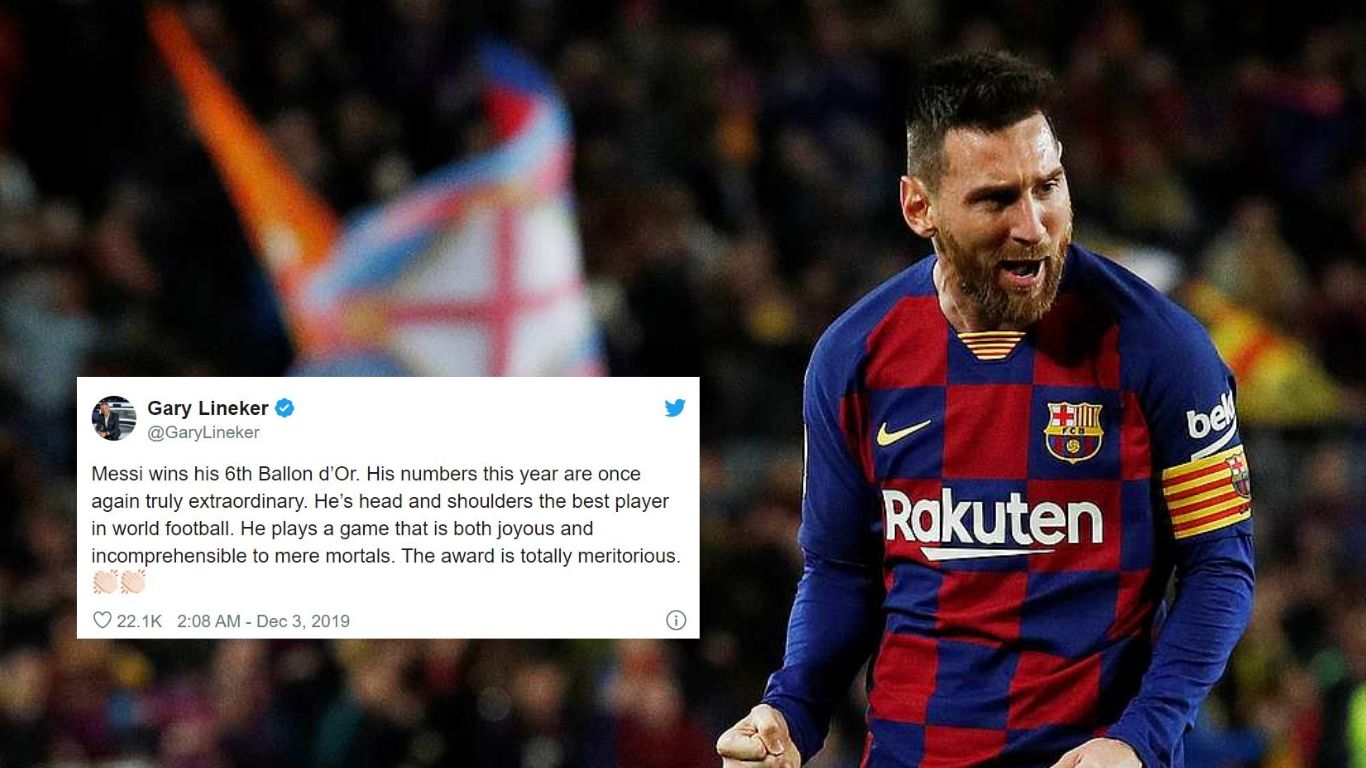 Gary Lineker
@GaryLineker
Messi wins his 6th Ballon d’Or. His numbers this year are once
again truly extraordinary. He’s head and shoulders the best player
in world football. He plays a game that is both joyous and
incomprehensible to mere mortals. The award is totally meritorious.
👏🏻👏🏻
22.1K 2:08 AM - Dec 3, 2019
FCB
beko
Rakuten